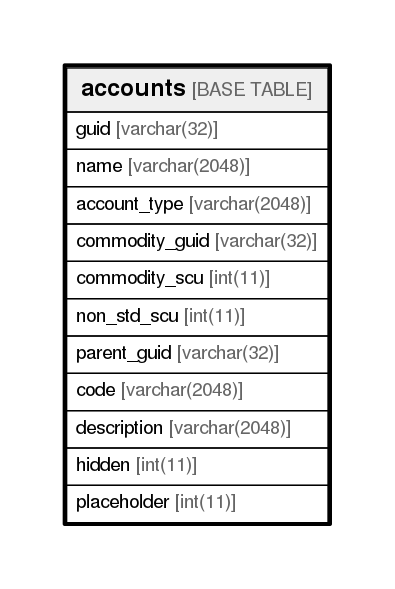 accounts [BASE TABLE]
guid [varchar(32)]
name [varchar(2048)]
account_type [varchar(2048)]
commodity_guid [varchar(32)]
commodity_scu [int(11)]
non_std_scu [int(11)]
parent_guid [varchar(32)]
code [varchar(2048)]
description [varchar(2048)]
hidden [int(11)]
placeholder [int(11)]